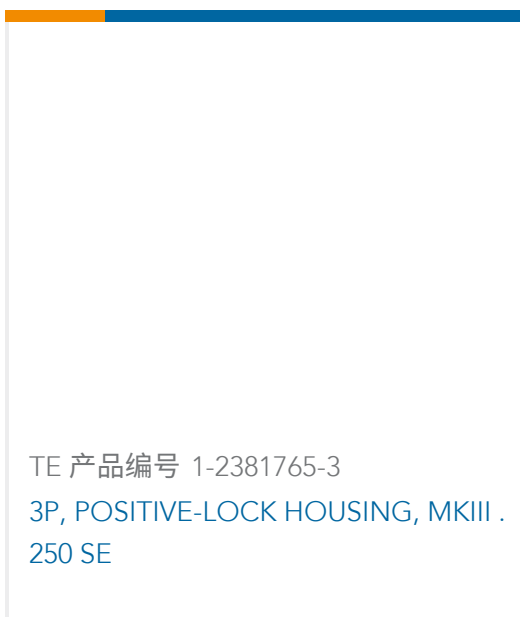 TE 产品编号 1-2381765-3
3P, POSITIVE-LOCK HOUSING, MKIII .
250 SE